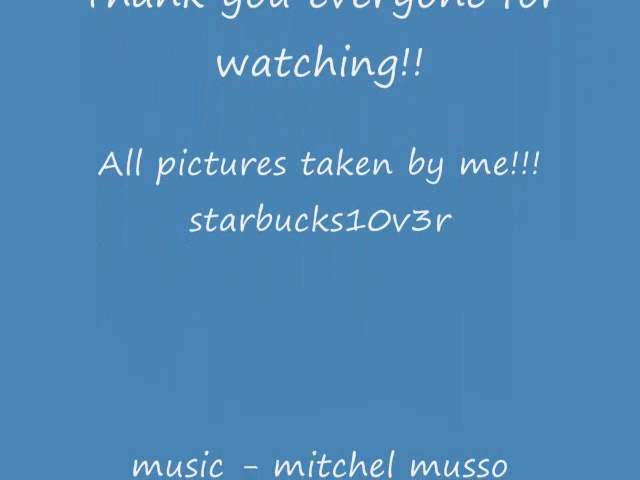 Thank you everyone for
watching!!
All pictures taken by me!!!
starbucks10v3r
music - mitchel musso